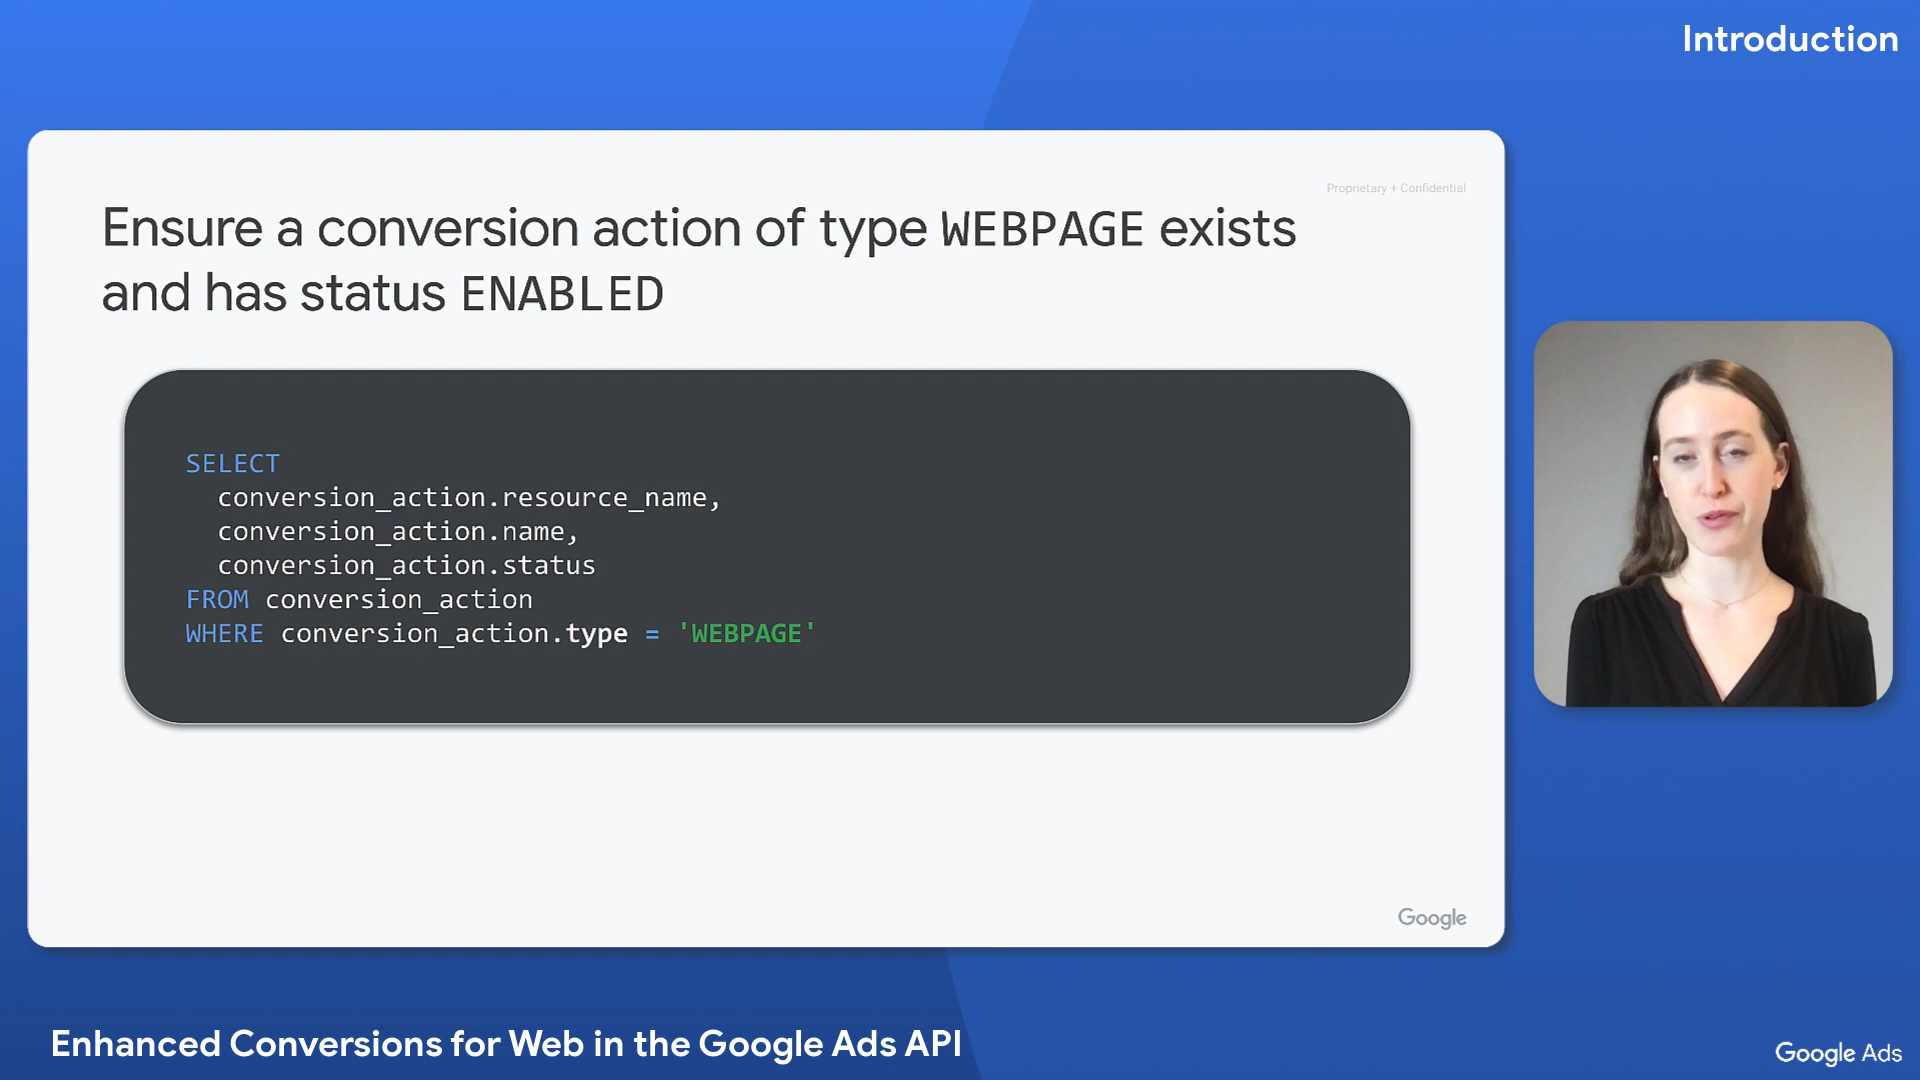 Introduction
Proprietary + Confidential
Ensure a conversion action of type WEBPAGE exists
and has status ENABLED
SELECT
  conversion_action.resource_name,
  conversion_action.name,
  conversion_action.status
FROM conversion_action
WHERE conversion_action.type = 'WEBPAGE'
Google
Enhanced Conversions for Web in the Google Ads API
Google Ads